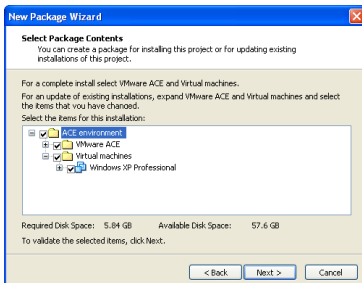 New Package Wizard
Select Package Contents
You can create a package for installing this project or for updating existing
installations of this project.
For a complete install select VMware ACE and Virtual machines.
For an update of existing installations, expand VMware ACE and Virtual machines and select
the items that you have changed.
Select the items for this installation:
ACE environment
VMware ACE
Virtual machines
Windows XP Professional
Required Disk Space: 5.84 GB Available Disk Space: 57.6 GB
To validate the selected items, click Next.
< Back Next > Cancel